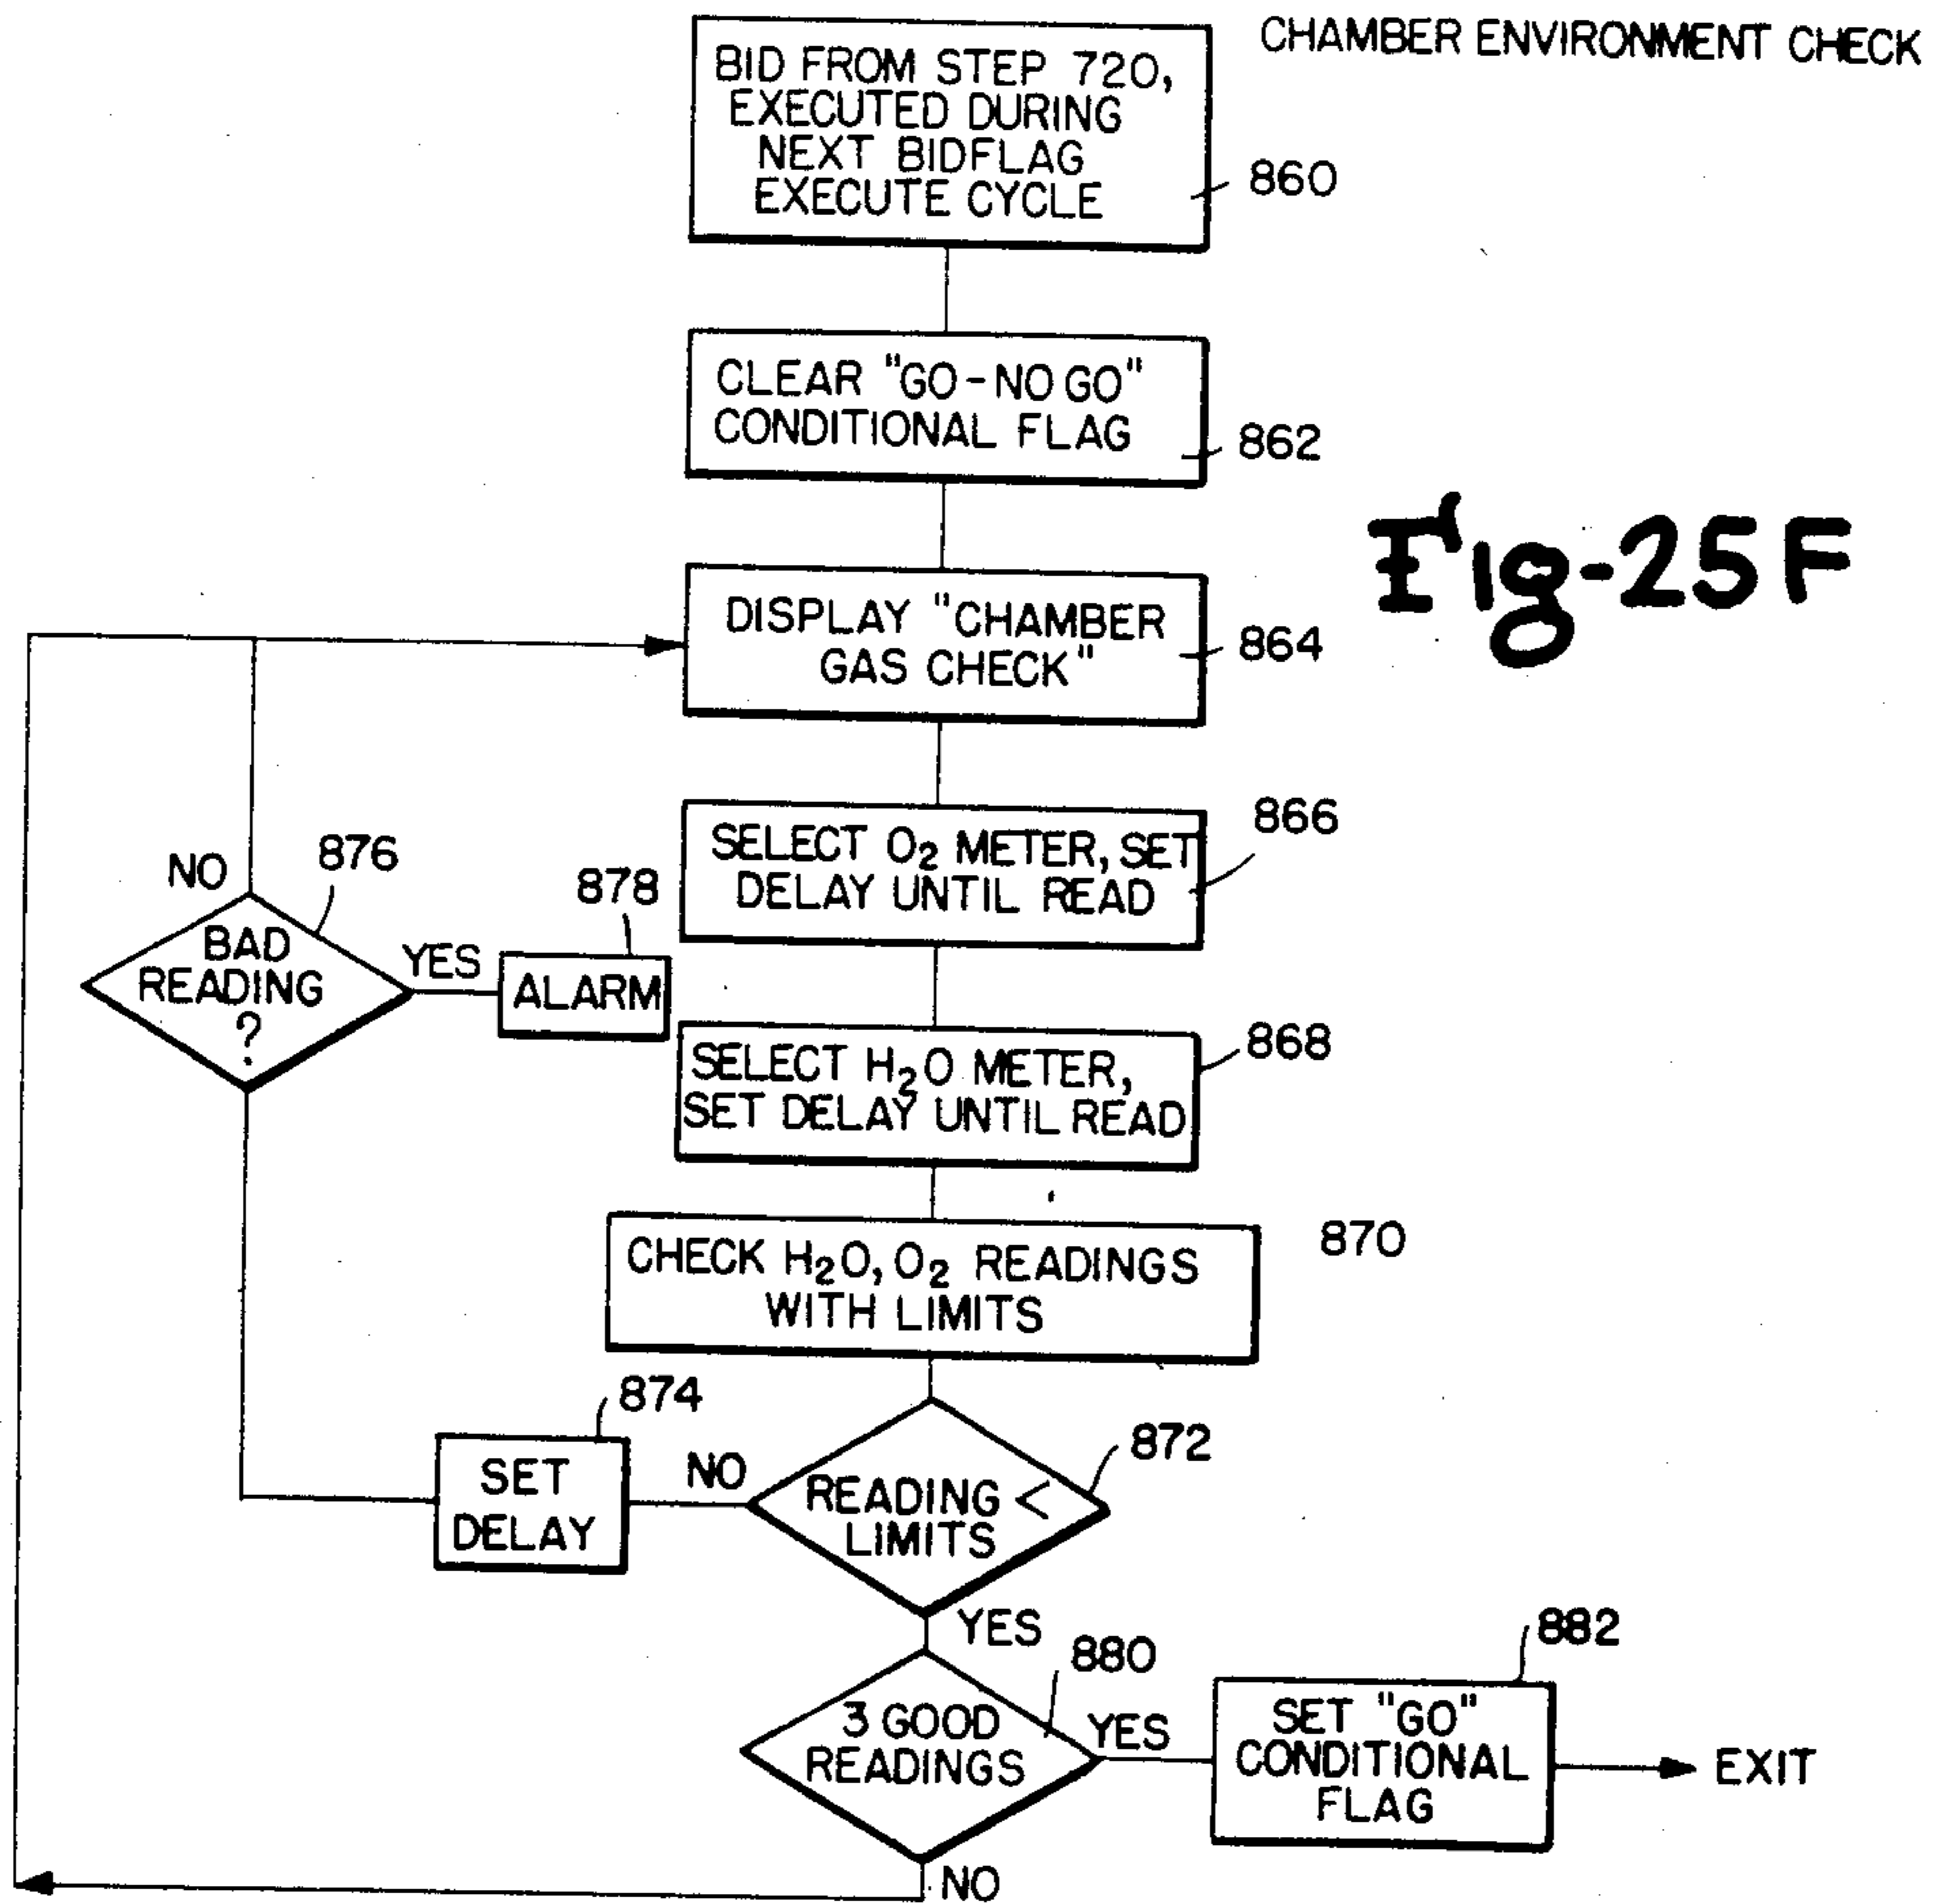 CHAMBER ENVIRONMENT CHECK
BID FROM STEP 720,
EXECUTED DURING
NEXT BIDFLAG
EXECUTE CYCLE
860
CLEAR "GO-NO GO"
CONDITIONAL FLAG
862
Fig-25F
DISPLAY "CHAMBER
GAS CHECK"
864
SELECT O2 METER, SET
DELAY UNTIL READ
866
NO
876
BAD
READING
?
YES
878
ALARM
SELECT H2O METER,
SET DELAY UNTIL READ
868
CHECK H2O, O2 READINGS
WITH LIMITS
870
874
SET
DELAY
NO
READING <
LIMITS
872
YES
880
3 GOOD
READINGS
YES
882
SET "GO"
CONDITIONAL
FLAG
EXIT
NO